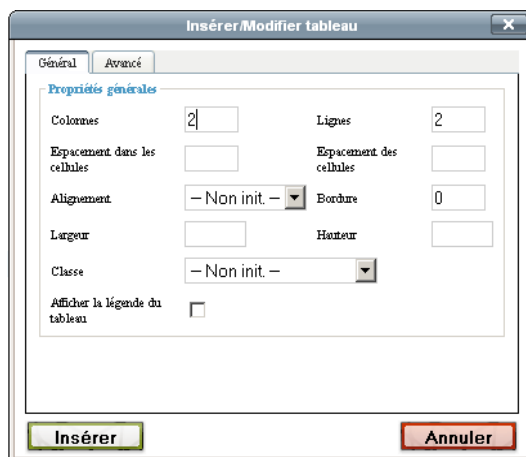 Insérer/Modifier tableau
Général Avancé
Propriétés générales
Colonnes 2 Lignes 2
Espacement dans les Espacement des
cellules cellules
Alignement – Non init. – Bordure 0
Largeur Hauteur
Classe – Non init. –
Afficher la légende du
tableau
Insérer Annuler